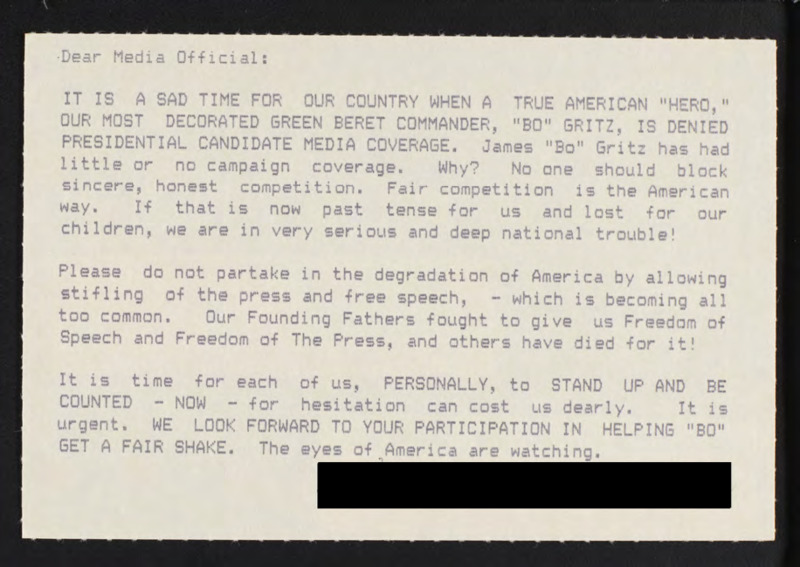 Dear Media Official:
IT IS A SAD TIME FOR OUR COUNTRY WHEN A TRUE AMERICAN "HERO,"
OUR MOST DECORATED GREEN BERET COMMANDER, "BO" GRITZ, IS DENIED
PRESIDENTIAL CANDIDATE MEDIA COVERAGE. James "Bo" Gritz has had
little or no campaign coverage. Why? No one should block
sincere, honest competition. Fair competition is the American
way. If that is now past tense for us and lost for our
children, we are in very serious and deep national trouble!
Please do not partake in the degradation of America by allowing
stifling of the press and free speech, - which is becoming all
too common. Our Founding Fathers fought to give us Freedom of
Speech and Freedom of The Press, and others have died for it!
It is time for each of us, PERSONALLY, to STAND UP AND BE
COUNTED - NOW - for hesitation can cost us dearly. It is
urgent. WE LOOK FORWARD TO YOUR PARTICIPATION IN HELPING "BO"
GET A FAIR SHAKE. The eyes of America are watching.